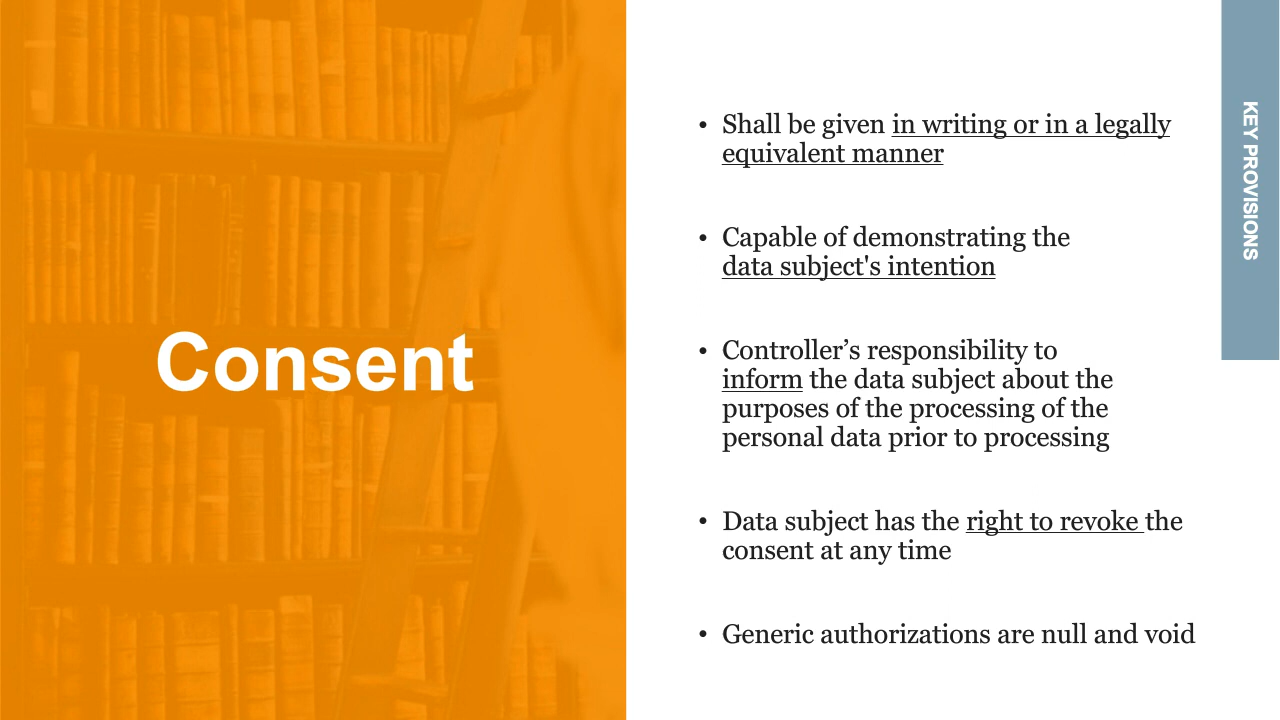 Consent
• Shall be given in writing or in a legally
equivalent manner
• Capable of demonstrating the
data subject's intention
• Controller’s responsibility to
inform the data subject about the
purposes of the processing of the
personal data prior to processing
• Data subject has the right to revoke the
consent at any time
• Generic authorizations are null and void
KEY PROVISIONS